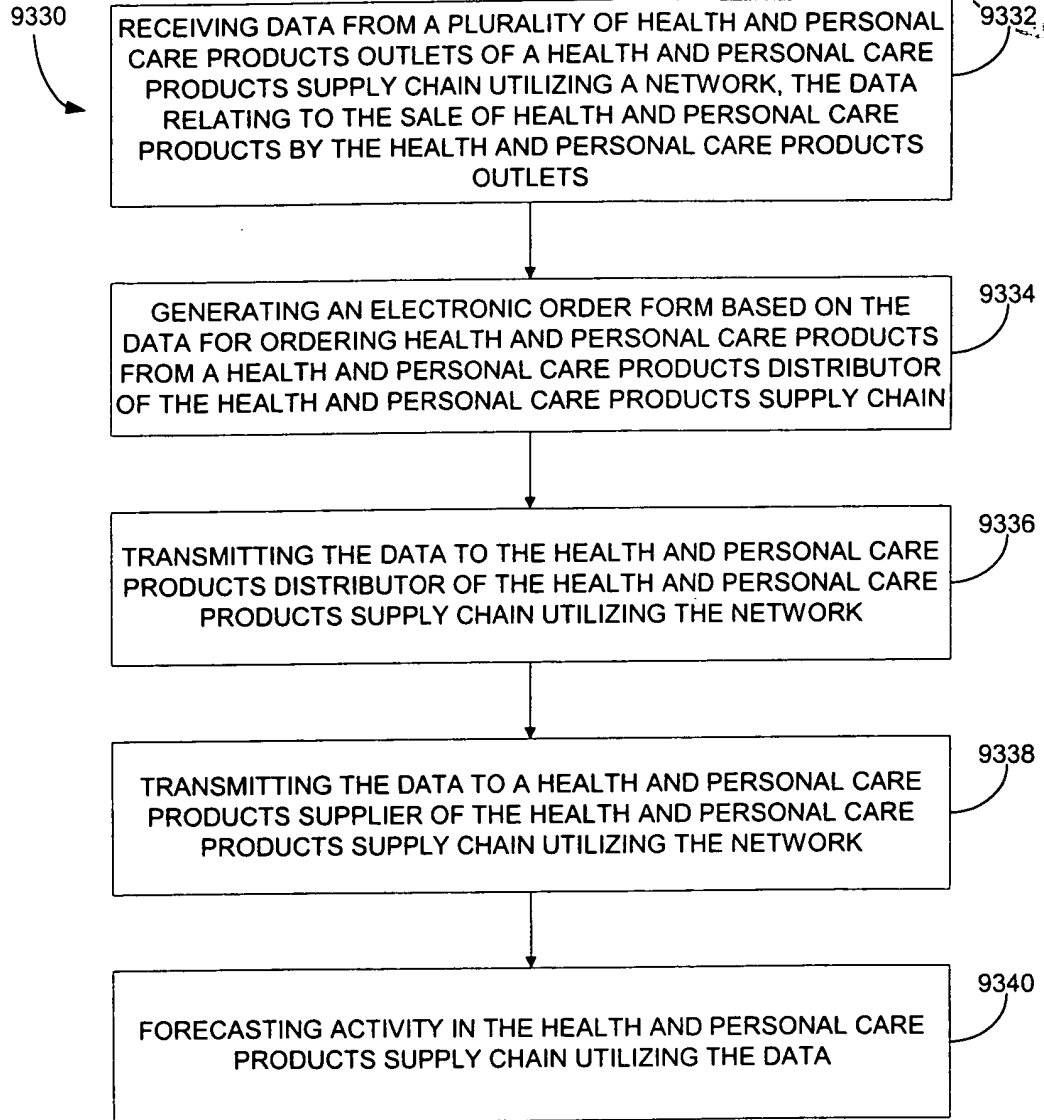 9330
RECEIVING DATA FROM A PLURALITY OF HEALTH AND PERSONAL
CARE PRODUCTS OUTLETS OF A HEALTH AND PERSONAL CARE
PRODUCTS SUPPLY CHAIN UTILIZING A NETWORK, THE DATA
RELATING TO THE SALE OF HEALTH AND PERSONAL CARE
PRODUCTS BY THE HEALTH AND PERSONAL CARE PRODUCTS
OUTLETS
9332
GENERATING AN ELECTRONIC ORDER FORM BASED ON THE
DATA FOR ORDERING HEALTH AND PERSONAL CARE PRODUCTS
FROM A HEALTH AND PERSONAL CARE PRODUCTS DISTRIBUTOR
OF THE HEALTH AND PERSONAL CARE PRODUCTS SUPPLY CHAIN
9334
TRANSMITTING THE DATA TO THE HEALTH AND PERSONAL CARE
PRODUCTS DISTRIBUTOR OF THE HEALTH AND PERSONAL CARE
PRODUCTS SUPPLY CHAIN UTILIZING THE NETWORK
9336
TRANSMITTING THE DATA TO A HEALTH AND PERSONAL CARE
PRODUCTS SUPPLIER OF THE HEALTH AND PERSONAL CARE
PRODUCTS SUPPLY CHAIN UTILIZING THE NETWORK
9338
FORECASTING ACTIVITY IN THE HEALTH AND PERSONAL CARE
PRODUCTS SUPPLY CHAIN UTILIZING THE DATA
9340